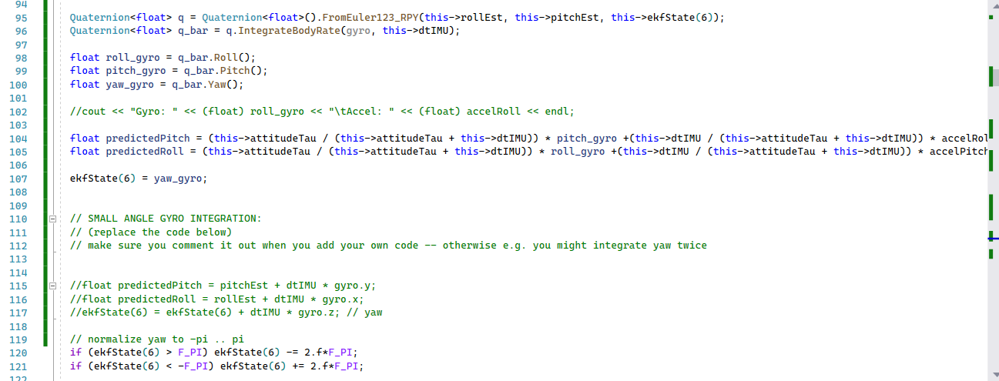 94
95 Quaternion<float> q = Quaternion<float>().FromEuler123_RPY(this->rollEst, this->pitchEst, this->ekfState(6));
96 Quaternion<float> q_bar = q.IntegrateBodyRate(gyro, this->dtIMU);
97
98 float roll_gyro = q_bar.Roll();
99 float pitch_gyro = q_bar.Pitch();
100 float yaw_gyro = q_bar.Yaw();
101
102 //cout << "Gyro: " << (float) roll_gyro << "\tAccel: " << (float) accelRoll << endl;
103
104 float predictedPitch = (this->attitudeTau / (this->attitudeTau + this->dtIMU)) * pitch_gyro +(this->dtIMU / (this->attitudeTau + this->dtIMU)) * accelRol
105 float predictedRoll = (this->attitudeTau / (this->attitudeTau + this->dtIMU)) * roll_gyro +(this->dtIMU / (this->attitudeTau + this->dtIMU)) * accelPitch
106
107 ekfState(6) = yaw_gyro;
108
109
110 // SMALL ANGLE GYRO INTEGRATION:
111 // (replace the code below)
112 // make sure you comment it out when you add your own code -- otherwise e.g. you might integrate yaw twice
113
114
115 //float predictedPitch = pitchEst + dtIMU * gyro.y;
116 //float predictedRoll = rollEst + dtIMU * gyro.x;
117 //ekfState(6) = ekfState(6) + dtIMU * gyro.z; // yaw
118
119 // normalize yaw to -pi .. pi
120 if (ekfState(6) > F_PI) ekfState(6) -= 2.f*F_PI;
121 if (ekfState(6) < -F_PI) ekfState(6) += 2.f*F_PI;
122